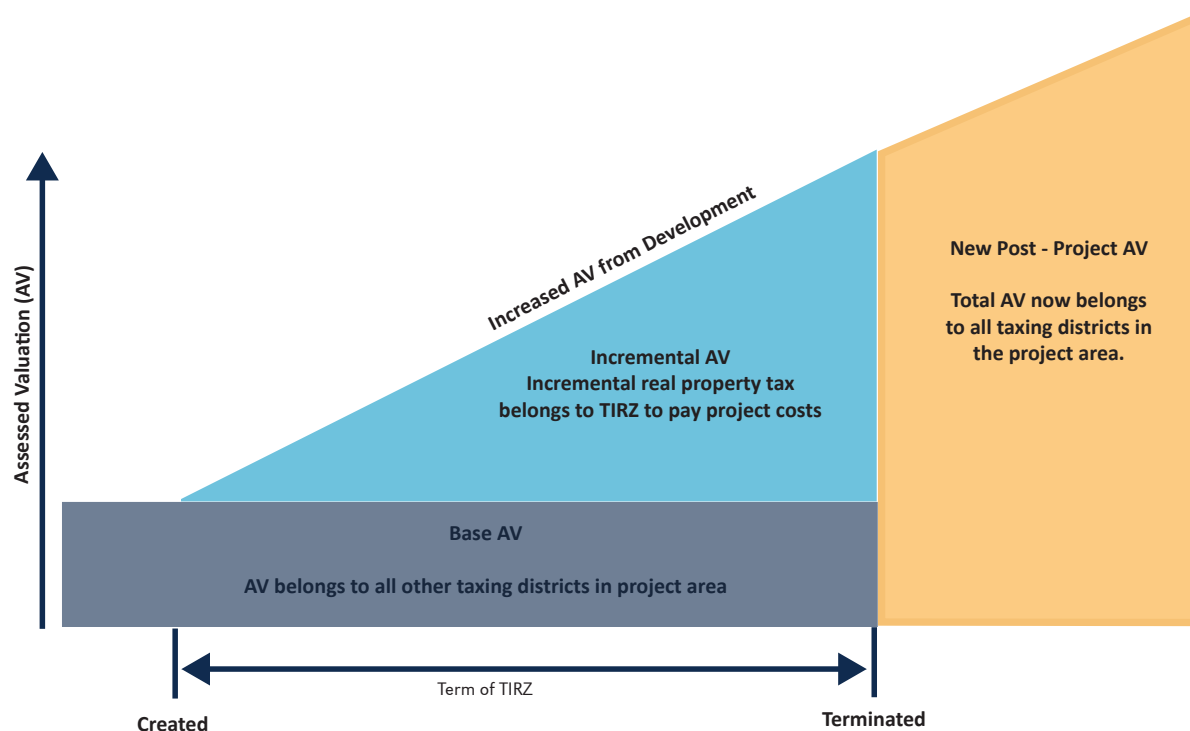 Assessed Valuation (AV)
Increased AV from Development
Incremental AV
Incremental real property tax
belongs to TIRZ to pay project costs
New Post - Project AV
Total AV now belongs
to all taxing districts in
the project area.
Base AV
AV belongs to all other taxing districts in project area
Term of TIRZ
Created
Terminated